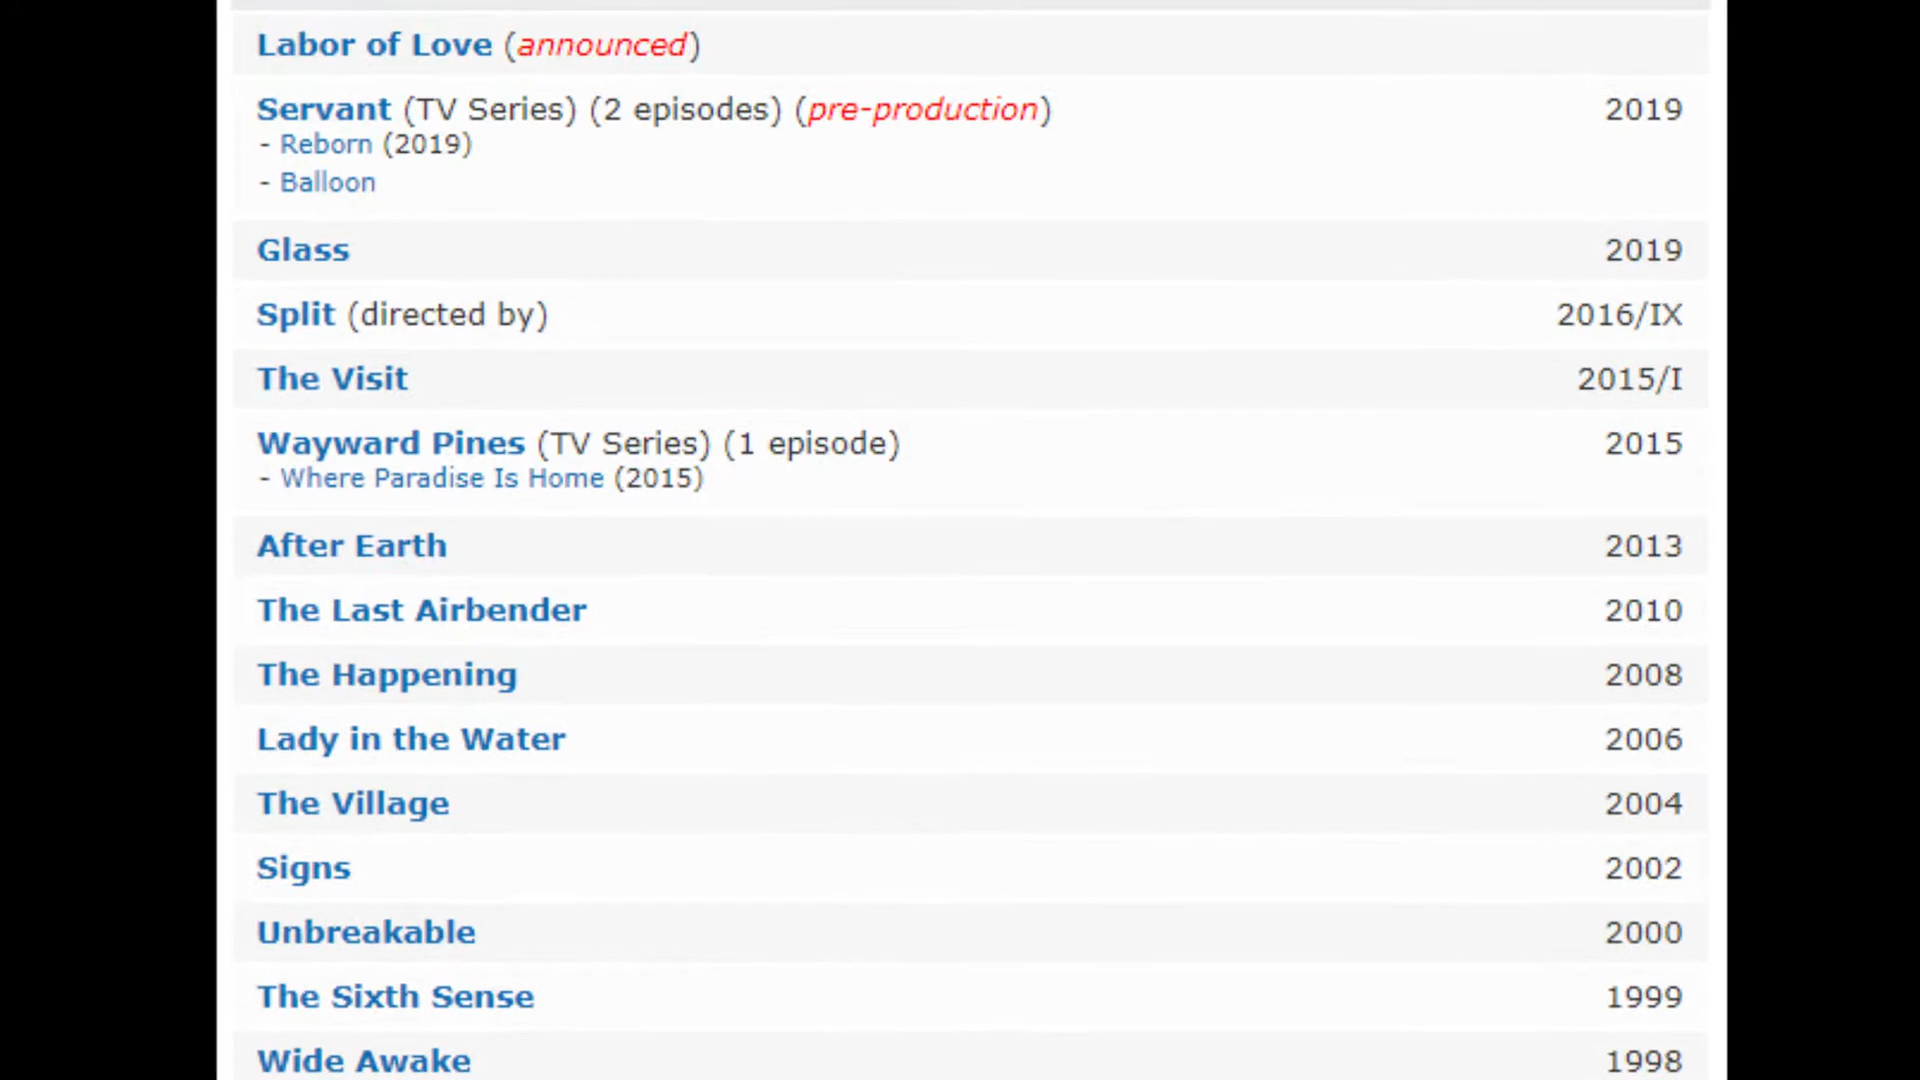 Labor of Love (announced)
Servant (TV Series) (2 episodes) (pre-production) 2019
- Reborn (2019)
- Balloon
Glass 2019
Split (directed by) 2016/IX
The Visit 2015/I
Wayward Pines (TV Series) (1 episode) 2015
- Where Paradise Is Home (2015)
After Earth 2013
The Last Airbender 2010
The Happening 2008
Lady in the Water 2006
The Village 2004
Signs 2002
Unbreakable 2000
The Sixth Sense 1999
Wide Awake 1998